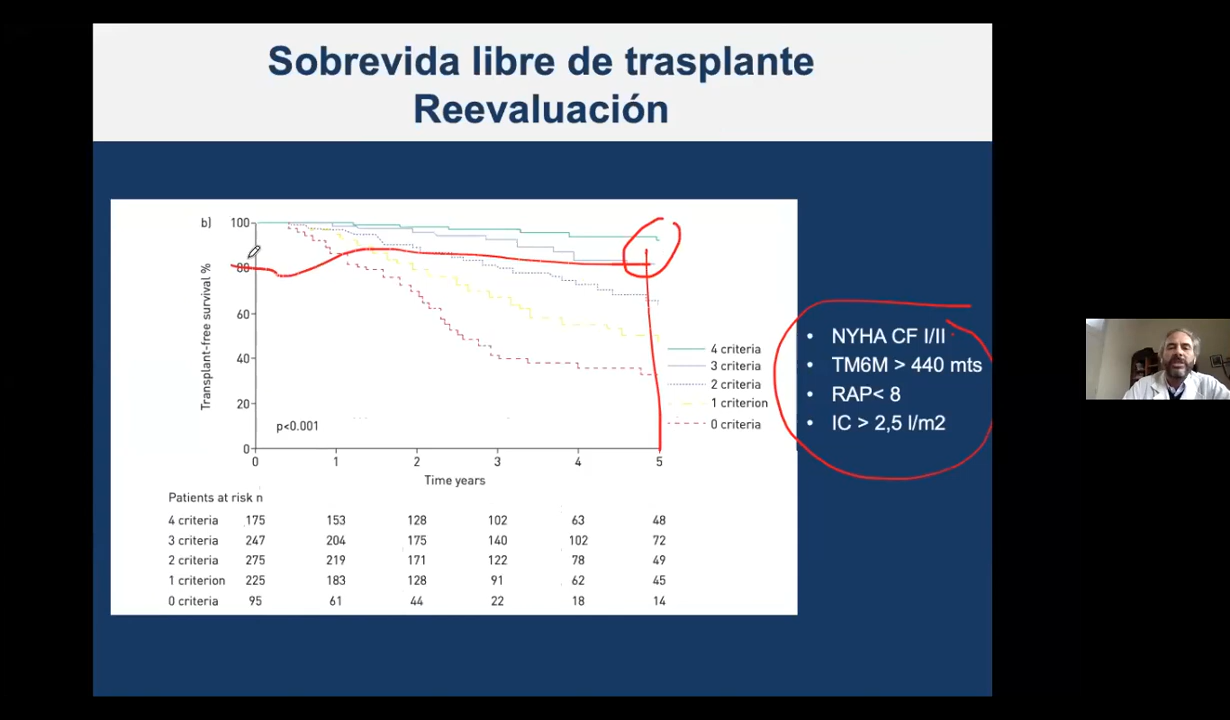 Sobrevida libre de trasplante
Reevaluación
b)
100
80
60
40
20
0
Transplant-free survival %
p<0.001
0 1 2 3 4 5
Time years
4 criteria
3 criteria
2 criteria
1 criterion
0 criteria
• NYHA CF I/II
• TM6M > 440 mts
• RAP< 8
• IC > 2,5 l/m2
Patients at risk n
4 criteria 175 153 128 102 63 48
3 criteria 247 204 175 140 102 72
2 criteria 275 219 171 122 78 49
1 criterion 225 183 128 91 62 45
0 criteria 95 61 44 22 18 14